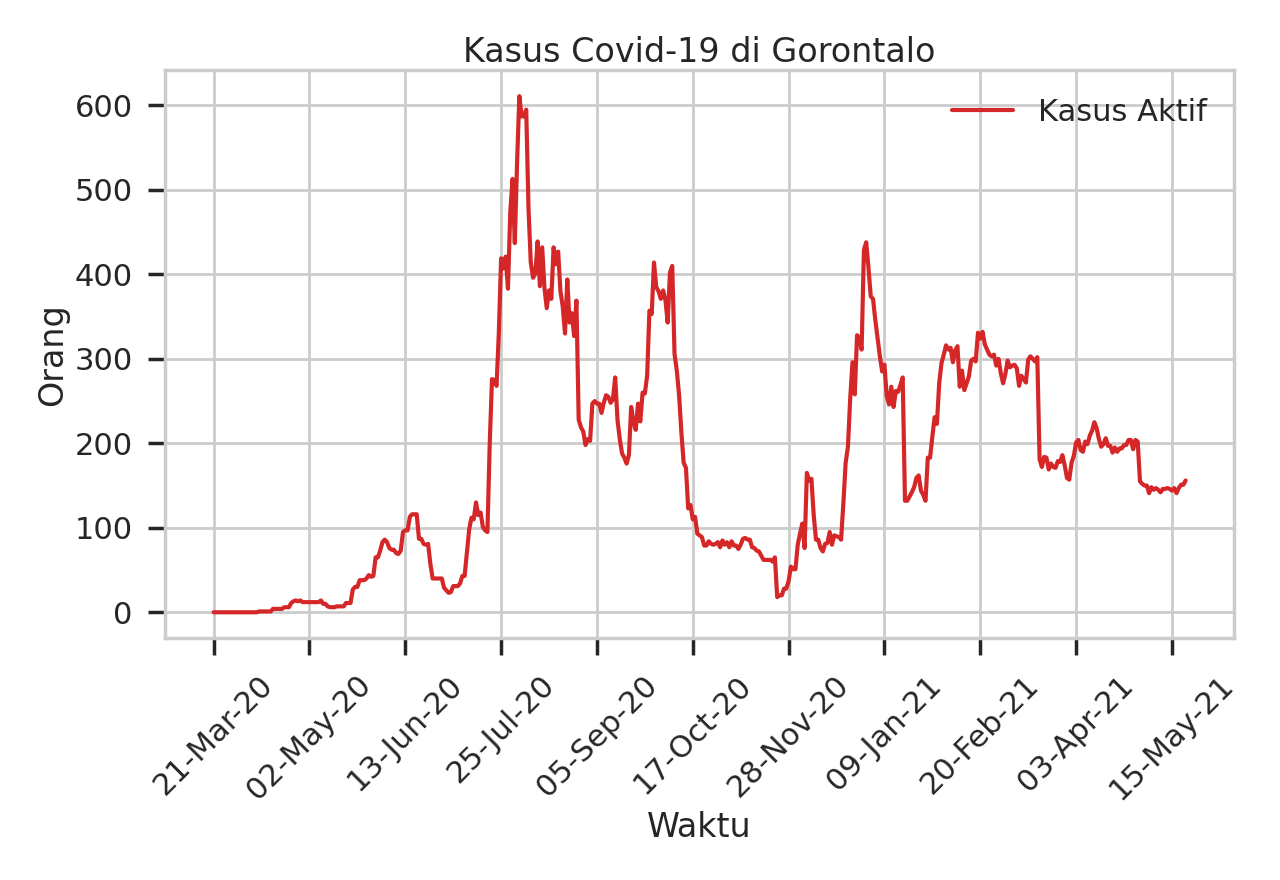 Kasus Covid-19 di Gorontalo
Kasus Aktif
Orang
600
500
400
300
200
100
0
21-Mar-20
02-May-20
13-Jun-20
25-Jul-20
05-Sep-20
17-Oct-20
28-Nov-20
09-Jan-21
20-Feb-21
03-Apr-21
15-May-21
Waktu